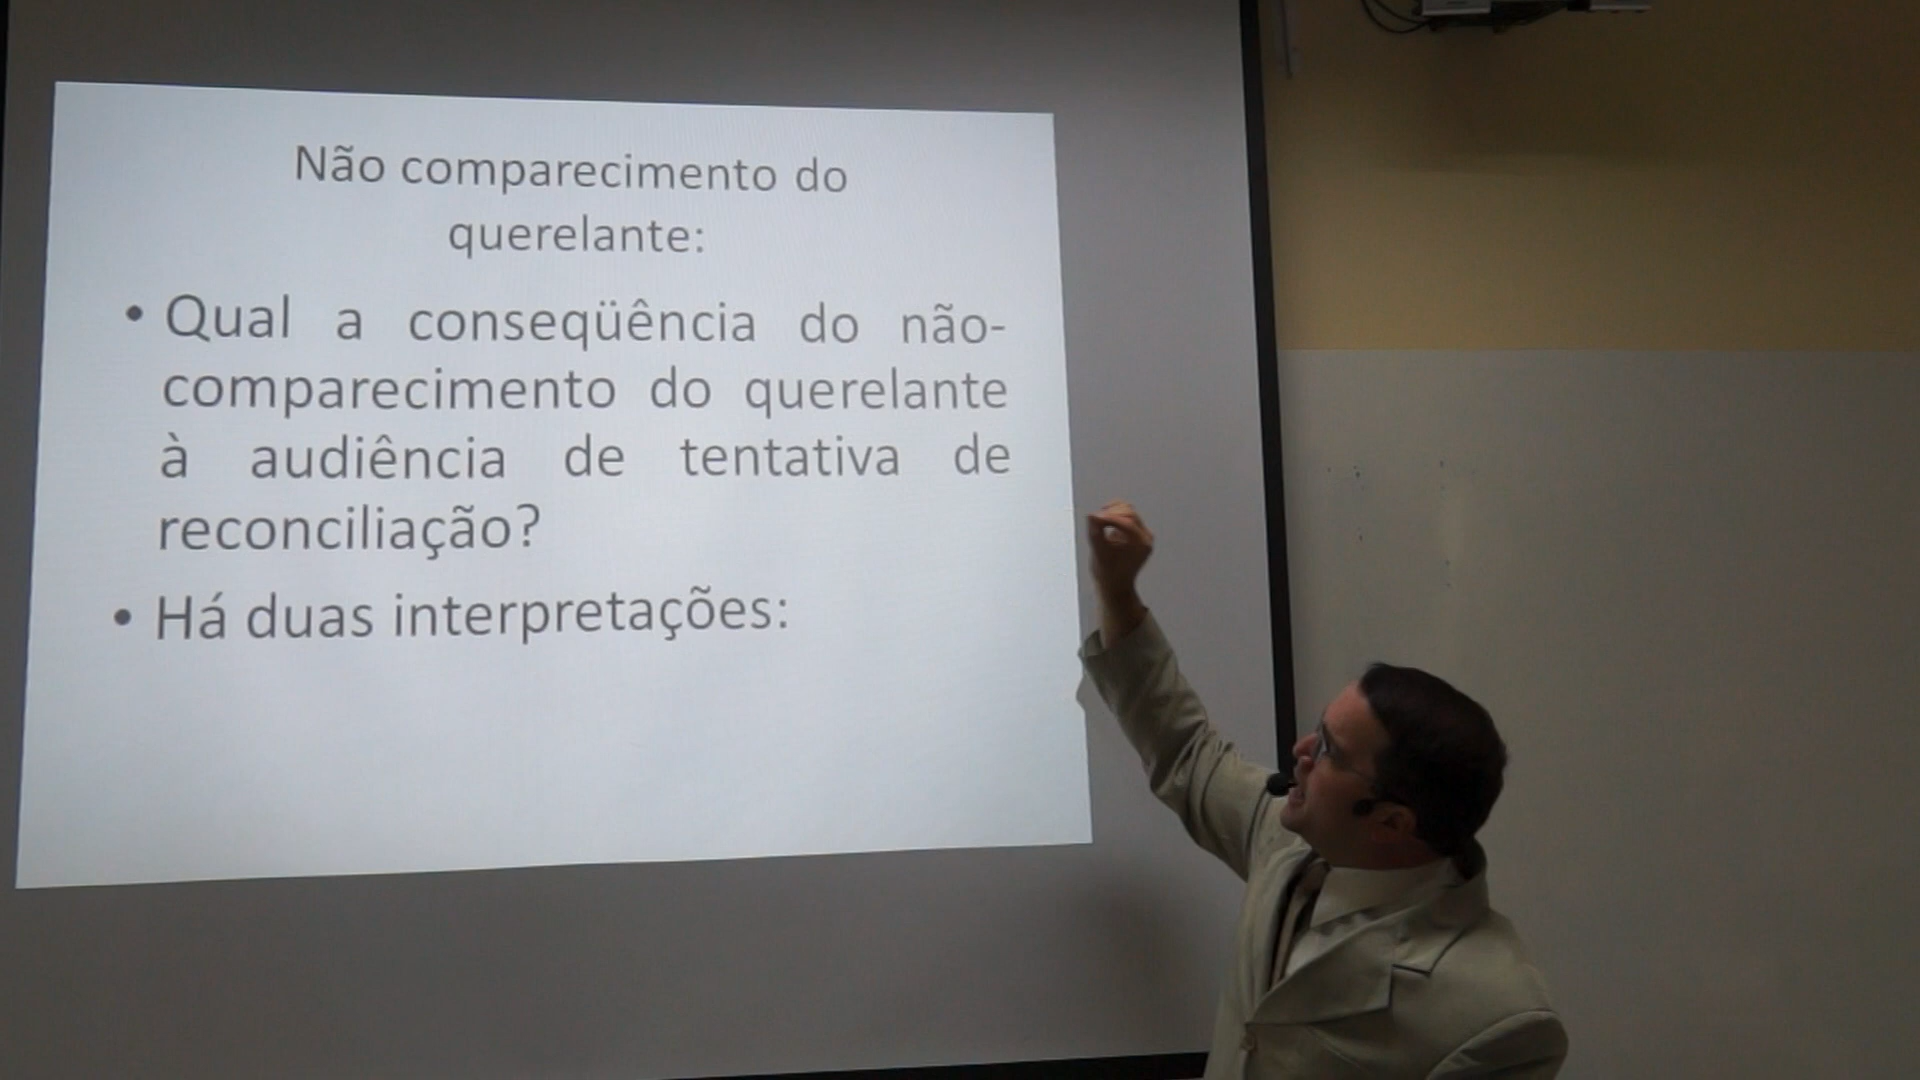 Não comparecimento do
querelante:
• Qual a conseqüência do não-
comparecimento do querelante
à audiência de tentativa de
reconciliação?
• Há duas interpretações: